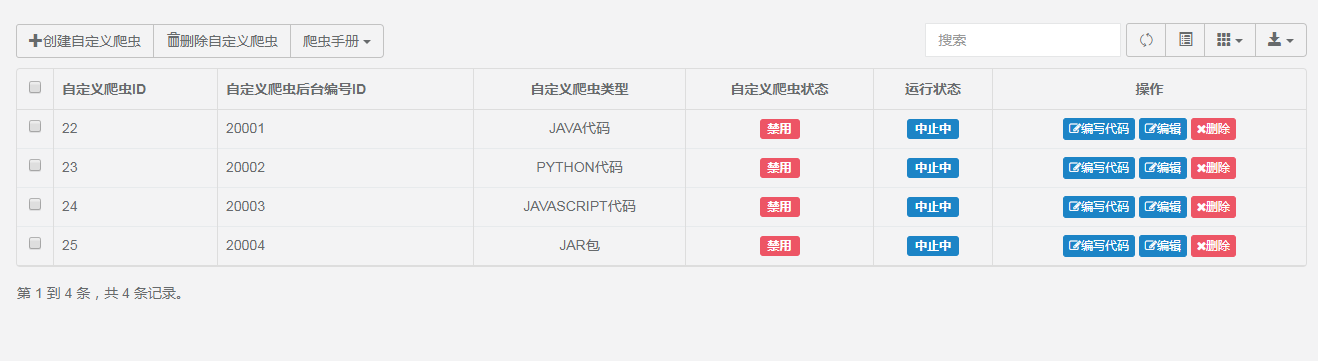 创建自定义爬虫 删除自定义爬虫 爬虫手册 搜索
自定义爬虫ID 自定义爬虫后台编号ID 自定义爬虫类型 自定义爬虫状态 运行状态 操作
22 20001 JAVA代码 禁用 中止中 编写代码 编辑 删除
23 20002 PYTHON代码 禁用 中止中 编写代码 编辑 删除
24 20003 JAVASCRIPT代码 禁用 中止中 编写代码 编辑 删除
25 20004 JAR包 禁用 中止中 编写代码 编辑 删除
第 1 到 4 条，共 4 条记录。